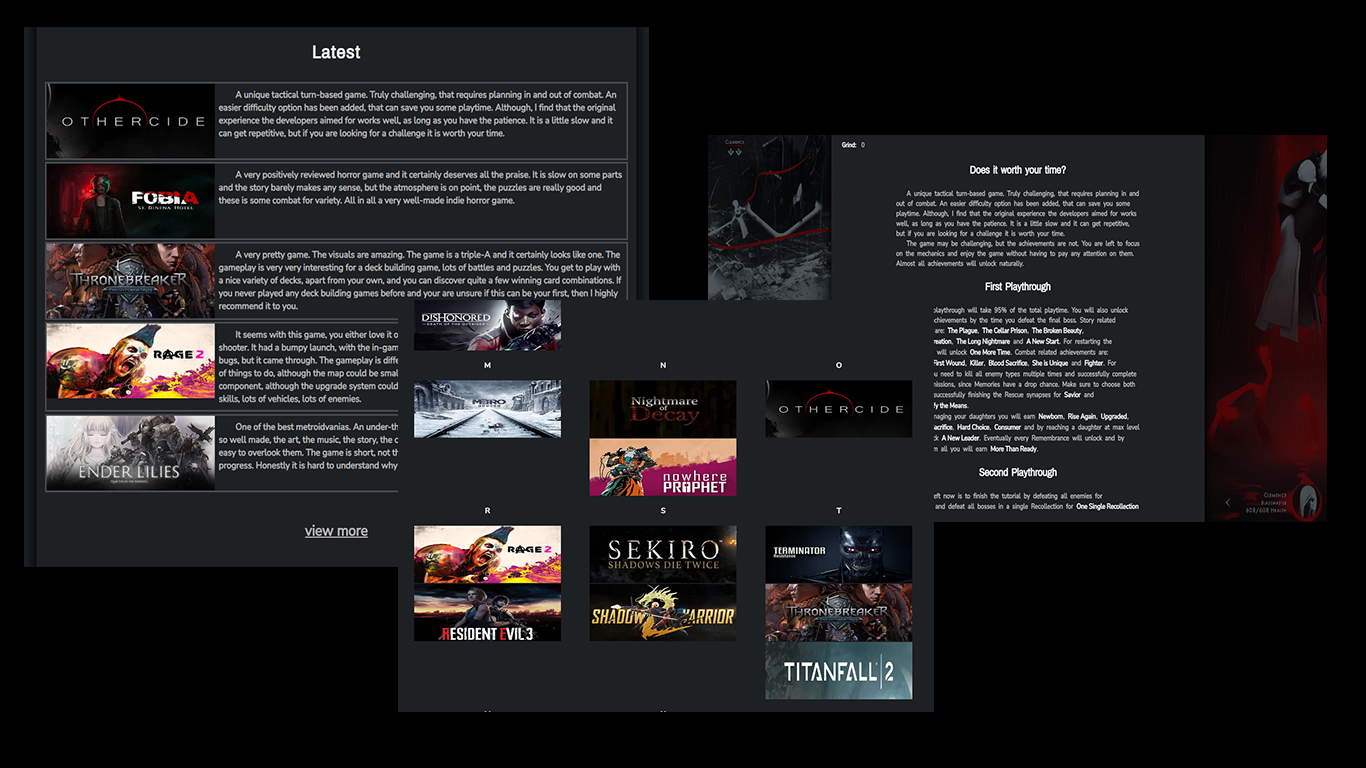 Latest
OTHERCIDE
A unique tactical turn-based game. Truly challenging, that requires planning in and out of combat. An
easier difficulty option has been added, that can save you some playtime. Although, I find that the original
experience the developers aimed for works well, as long as you have the patience. It is a little slow and it
can get repetitive, but if you are looking for a challenge it is worth your time.
FOBIA
ST. DINFNA HOTEL
A very positively reviewed horror game and it certainly deserves all the praise. It is slow on some parts
and the story barely makes any sense, but the atmosphere is on point, the puzzles are really good and
there is some combat for variety. All in all a very well-made indie horror game.
THRONEBREAKER
A very pretty game. The visuals are amazing. The game is a triple-A and it certainly looks like one. The
gameplay is very very interesting for a deck building game, lots of battles and puzzles. You get to play with
a nice variety of decks, apart from your own, and you can discover quite a few winning card combinations. If
you never played any deck building games before and your are unsure if this can be your first, then I highly
recommend it to you.
RAGE 2
It seems with this game, you either love it o
shooter. It had a bumpy launch, with the in-gam
bugs, but it came through. The gameplay is diffe
of things to do, although the map could be smal
component, although the upgrade system could
skills, lots of vehicles, lots of enemies.
ENDER LILIES
One of the best metroidvanias. An under-th
so well made, the art, the music, the story, the c
easy to overlook them. The game is short, not th
progress. Honestly it is hard to understand why
view more
DISHONORED
DEATH OF THE OUTSIDER
M
N
O
METRO
EXODUS
Nightmare
of
Decay
OTHERCIDE
nowhere
PROPHET
R
S
T
RAGE 2
SEKIRO
SHADOWS DIE TWICE
TERMINATOR
Resistance
RESIDENT EVIL 3
SHADOW WARRIOR
2
THRONEBREAKER
TITANFALL 2
Clemence
Grind: 0
Does it worth your time?
A unique tactical turn-based game. Truly challenging, that requires planning in and
out of combat. An easier difficulty option has been added, that can save you some
playtime. Although, I find that the original experience the developers aimed for works
well, as long as you have the patience. It is a little slow and it can get repetitive,
but if you are looking for a challenge it is worth your time.
The game may be challenging, but the achievements are not. You are left to focus
on the mechanics and enjoy the game without having to pay any attention on them.
Almost all achievements will unlock naturally.
First Playthrough
playthrough will take 95% of the total playtime. You will also unlock
chievements by the time you defeat the final boss. Story related
are: The Plague, The Cellar Prison, The Broken Beauty,
reation, The Long Nightmare and A New Start. For restarting the
will unlock One More Time. Combat related achievements are:
First Wound, Killer, Blood Sacrifice, She is Unique and Fighter. For
u need to kill all enemy types multiple times and successfully complete
issions, since Memories have a drop chance. Make sure to choose both
successfully finishing the Rescue synapses for Savior and
fy the Means.
naging your daughters you will earn Newborn, Rise Again, Upgraded,
acrifice, Hard Choice, Consumer and by reaching a daughter at max level
k A New Leader. Eventually every Remembrance will unlock and by
m all you will earn More Than Ready.
Second Playthrough
eft now is to finish the tutorial by defeating all enemies for
and defeat all bosses in a single Recollection for One Single Recollection
Clemence
Blademaster
608/608 Health